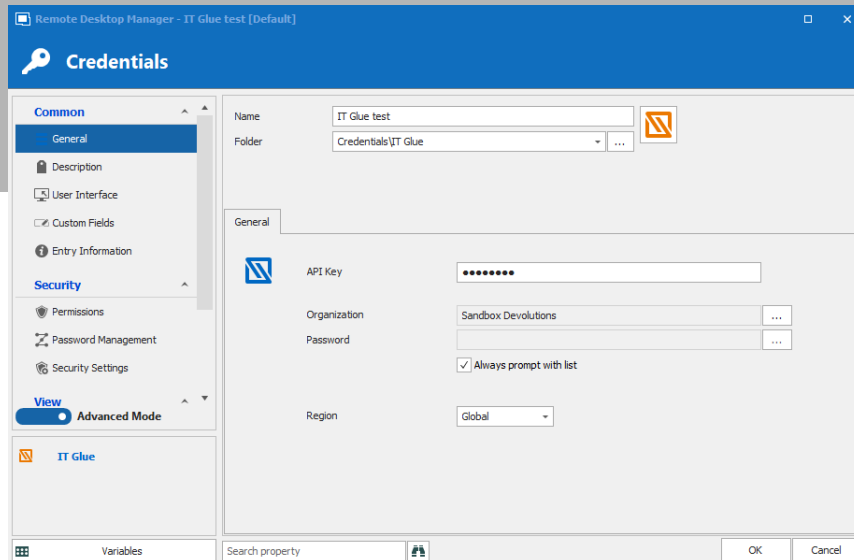 Remote Desktop Manager - IT Glue test [Default]
Credentials
Common
General
Description
User Interface
Custom Fields
Entry Information
Security
Permissions
Password Management
Security Settings
View
Advanced Mode
IT Glue
Variables
Name
IT Glue test
Folder
Credentials\IT Glue
...
General
API Key
●●●●●●●●
Organization
Sandbox Devolutions
...
Password
...
Always prompt with list
Region
Global
Search property
OK
Cancel